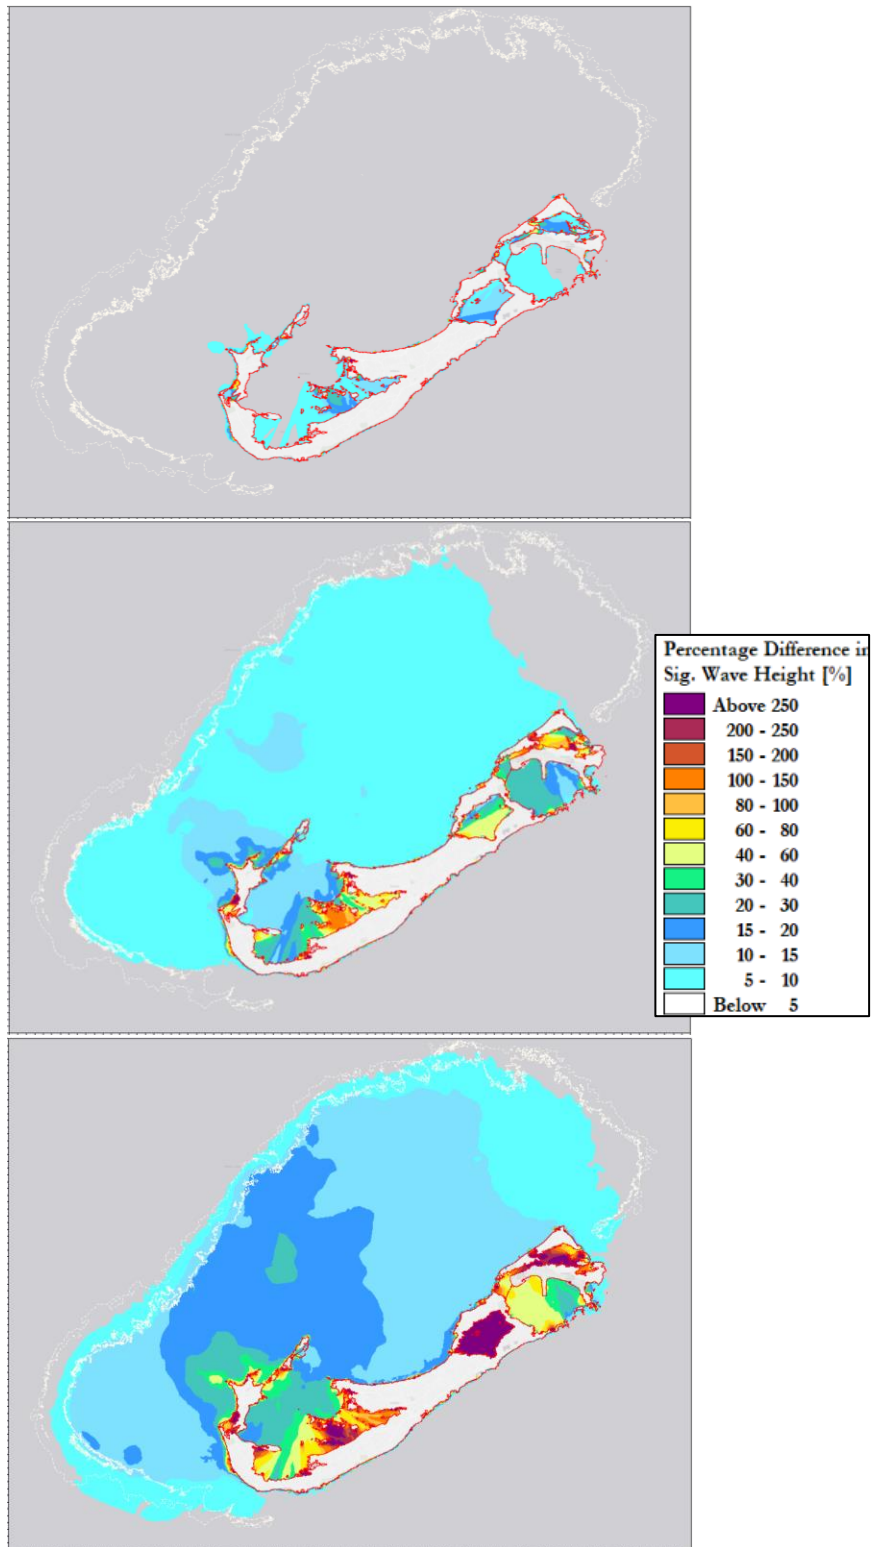 Percentage Difference in
Sig. Wave Height [%]
Above 250
200 - 250
150 - 200
100 - 150
80 - 100
60 - 80
40 - 60
30 - 40
20 - 30
15 - 20
10 - 15
5 - 10
Below 5